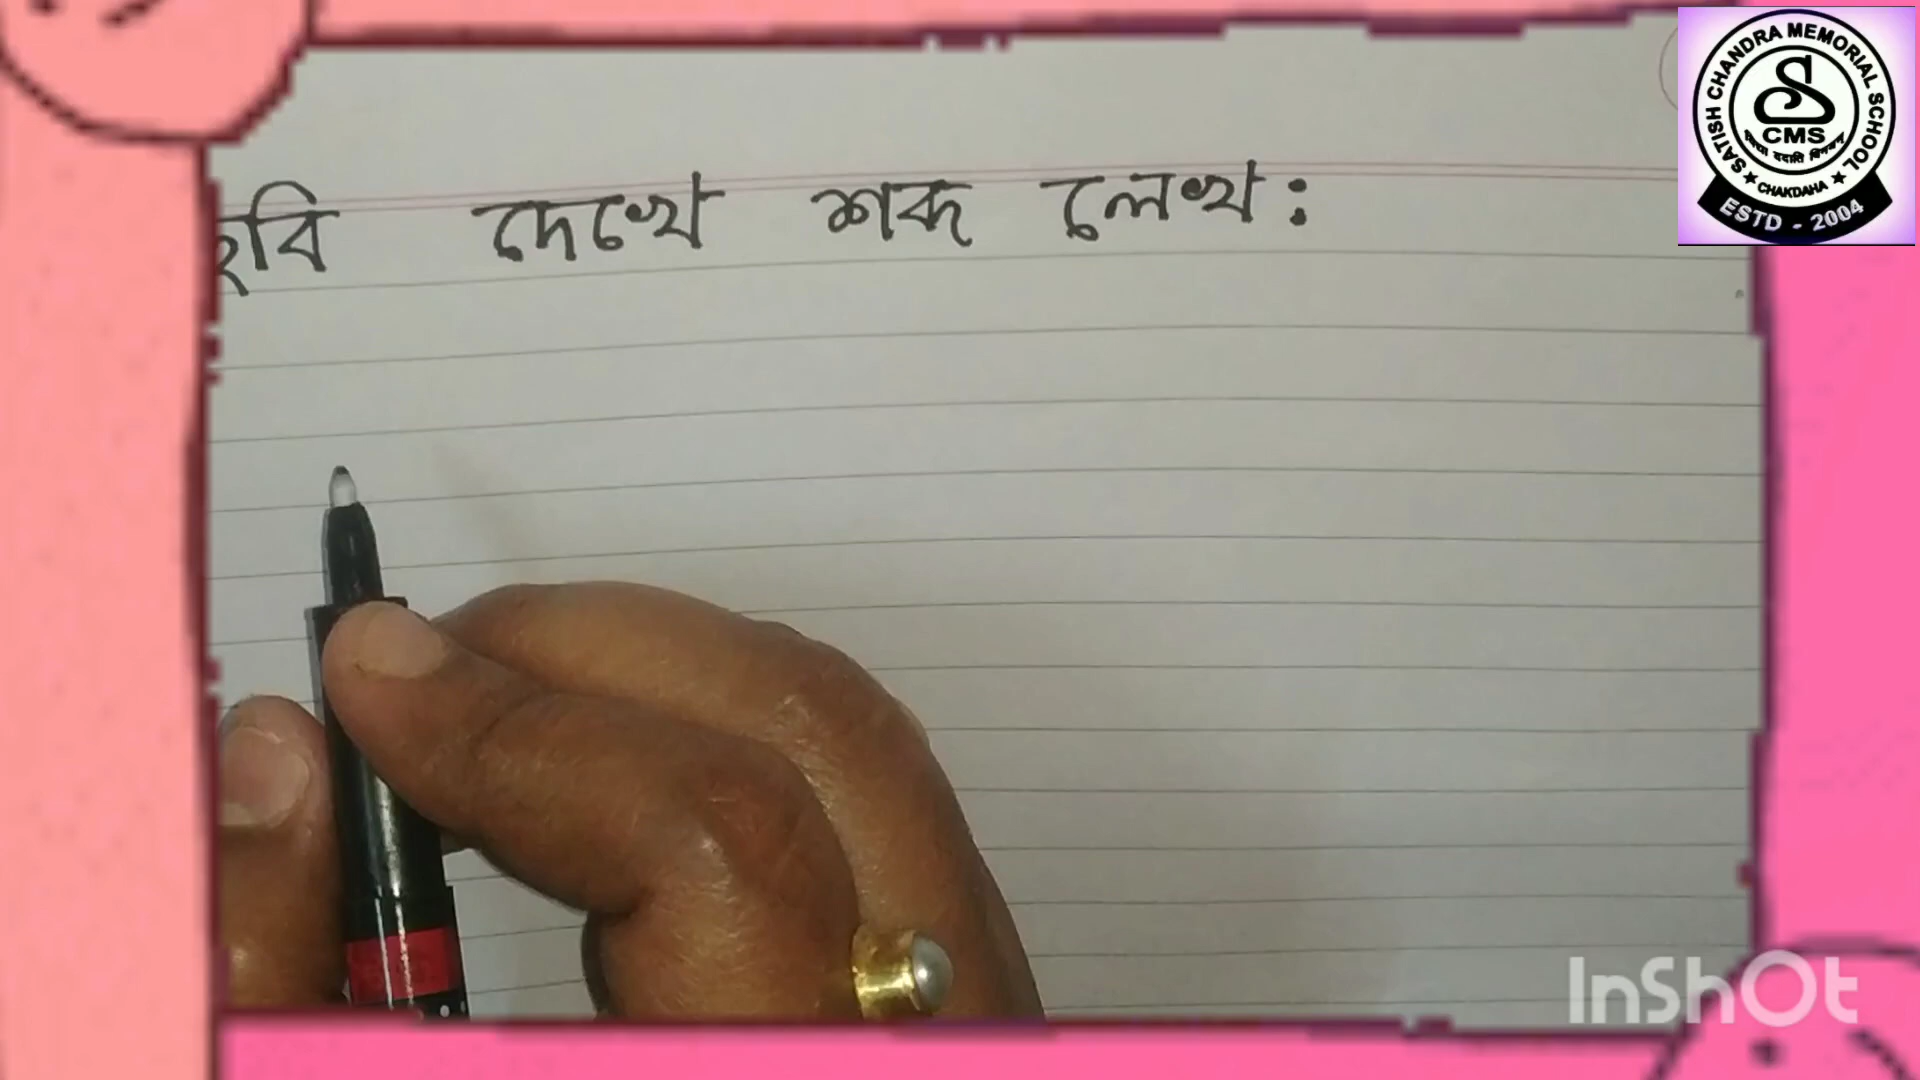 ছবি দেখে শব্দ লেখ:
SATISH CHANDRA MEMORIAL SCHOOL
S
CMS
★ CHAKDAHA ★
ESTD - 2004
InShOt